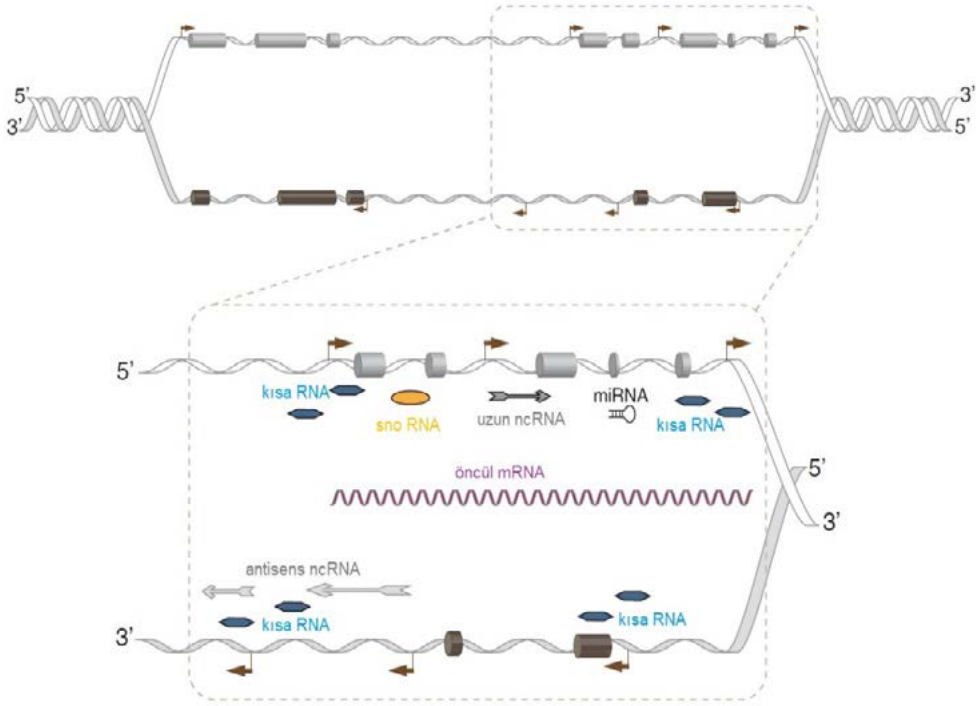 5’
3’
3’
5’
5’
kısa RNA
sno RNA
uzun ncRNA
miRNA
kısa RNA
öncül mRNA
5’
3’
antisens ncRNA
kısa RNA
kısa RNA
3’